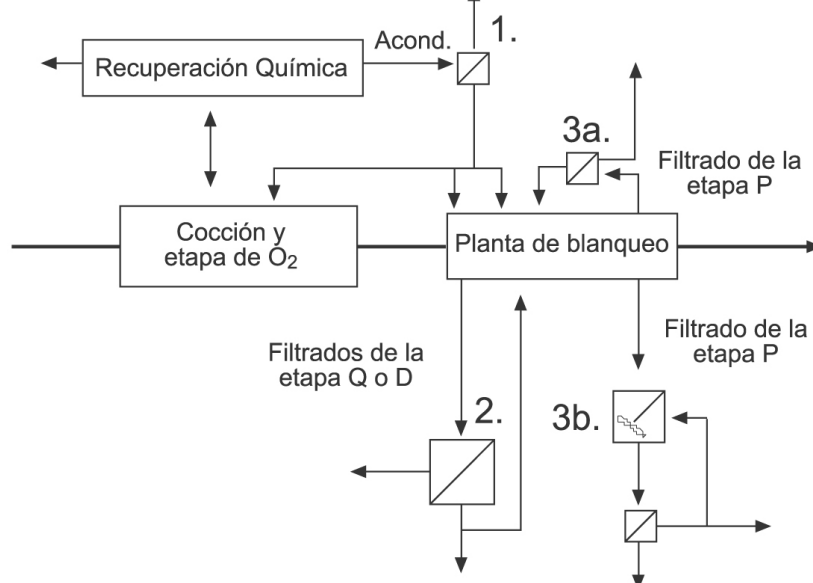 1.
Acond.
Recuperación Química
3a.
Filtrado de la
etapa P
Cocción y
etapa de O₂
Planta de blanqueo
Filtrado de la
etapa P
Filtrados de la
etapa Q o D
2.
3b.